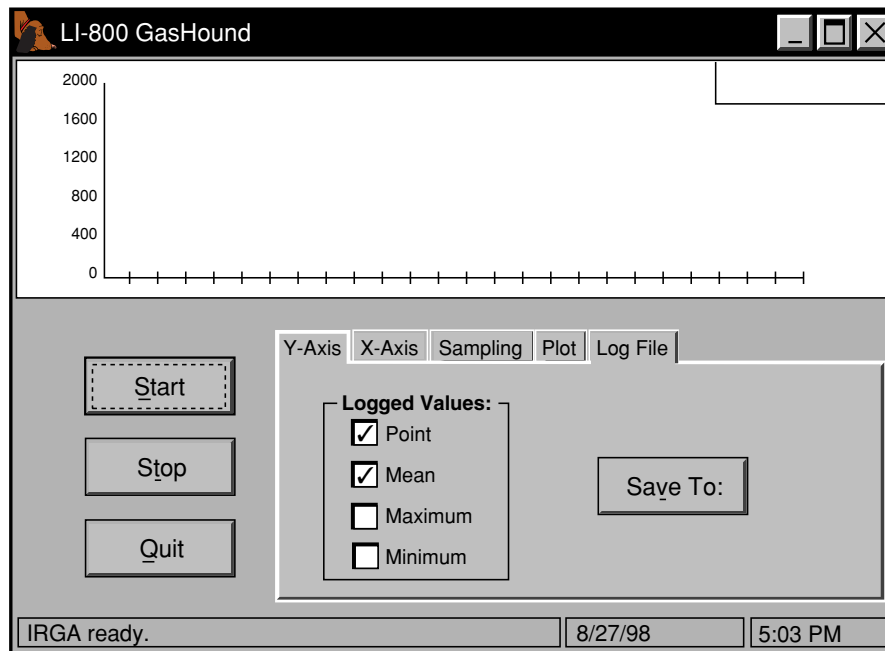 LI-800 GasHound
2000
1600
1200
800
400
0
Y-Axis X-Axis Sampling Plot Log File
Start
Stop
Quit
Logged Values:
Point
Mean
Maximum
Minimum
Save To:
IRGA ready. 8/27/98 5:03 PM